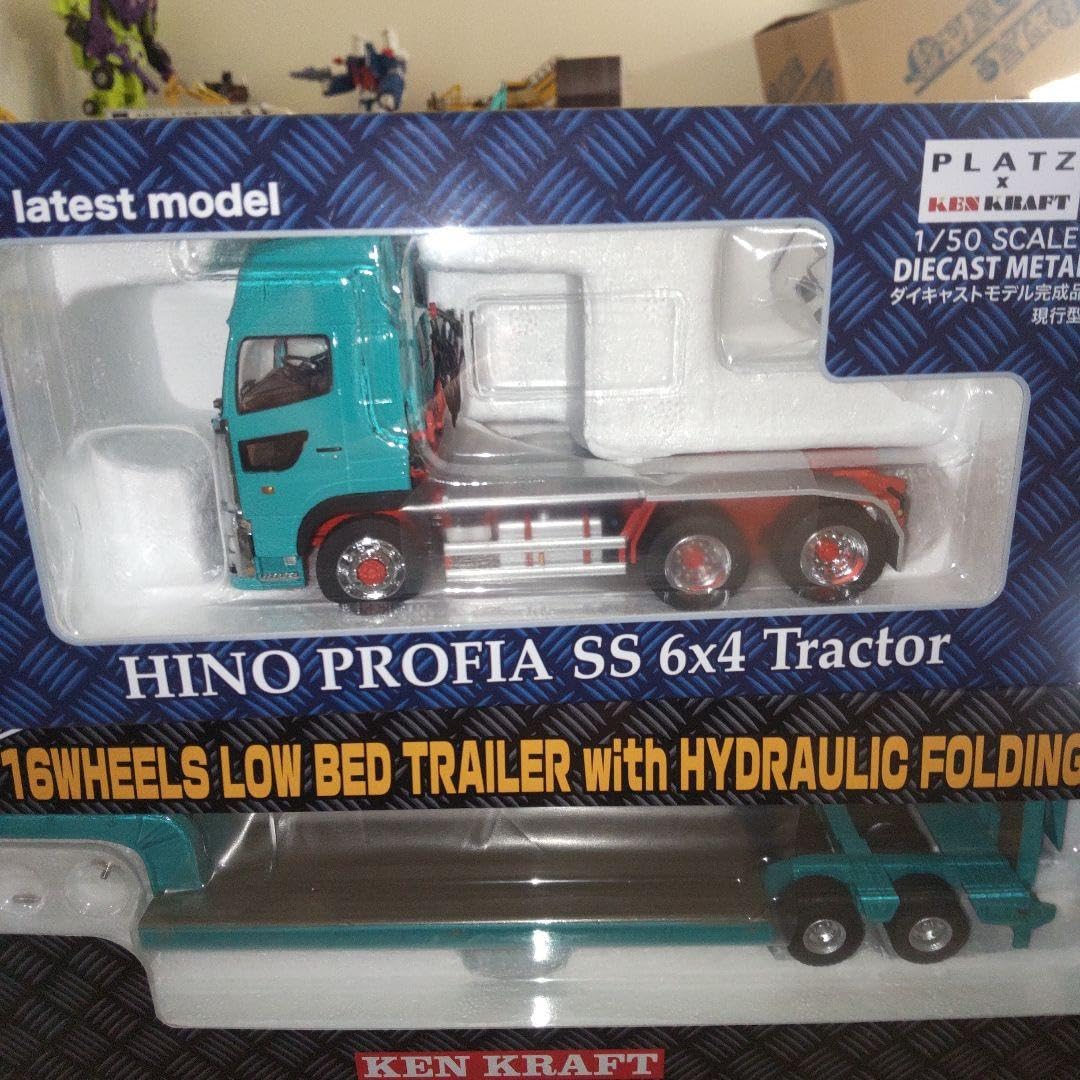 latest model
PLATZ
x
KEN KRAFT
1/50 SCALE
DIECAST METAL
ダイキャストモデル完成品
現行型
HINO PROFIA SS 6x4 Tractor
16WHEELS LOW BED TRAILER with HYDRAULIC FOLDING
KEN KRAFT